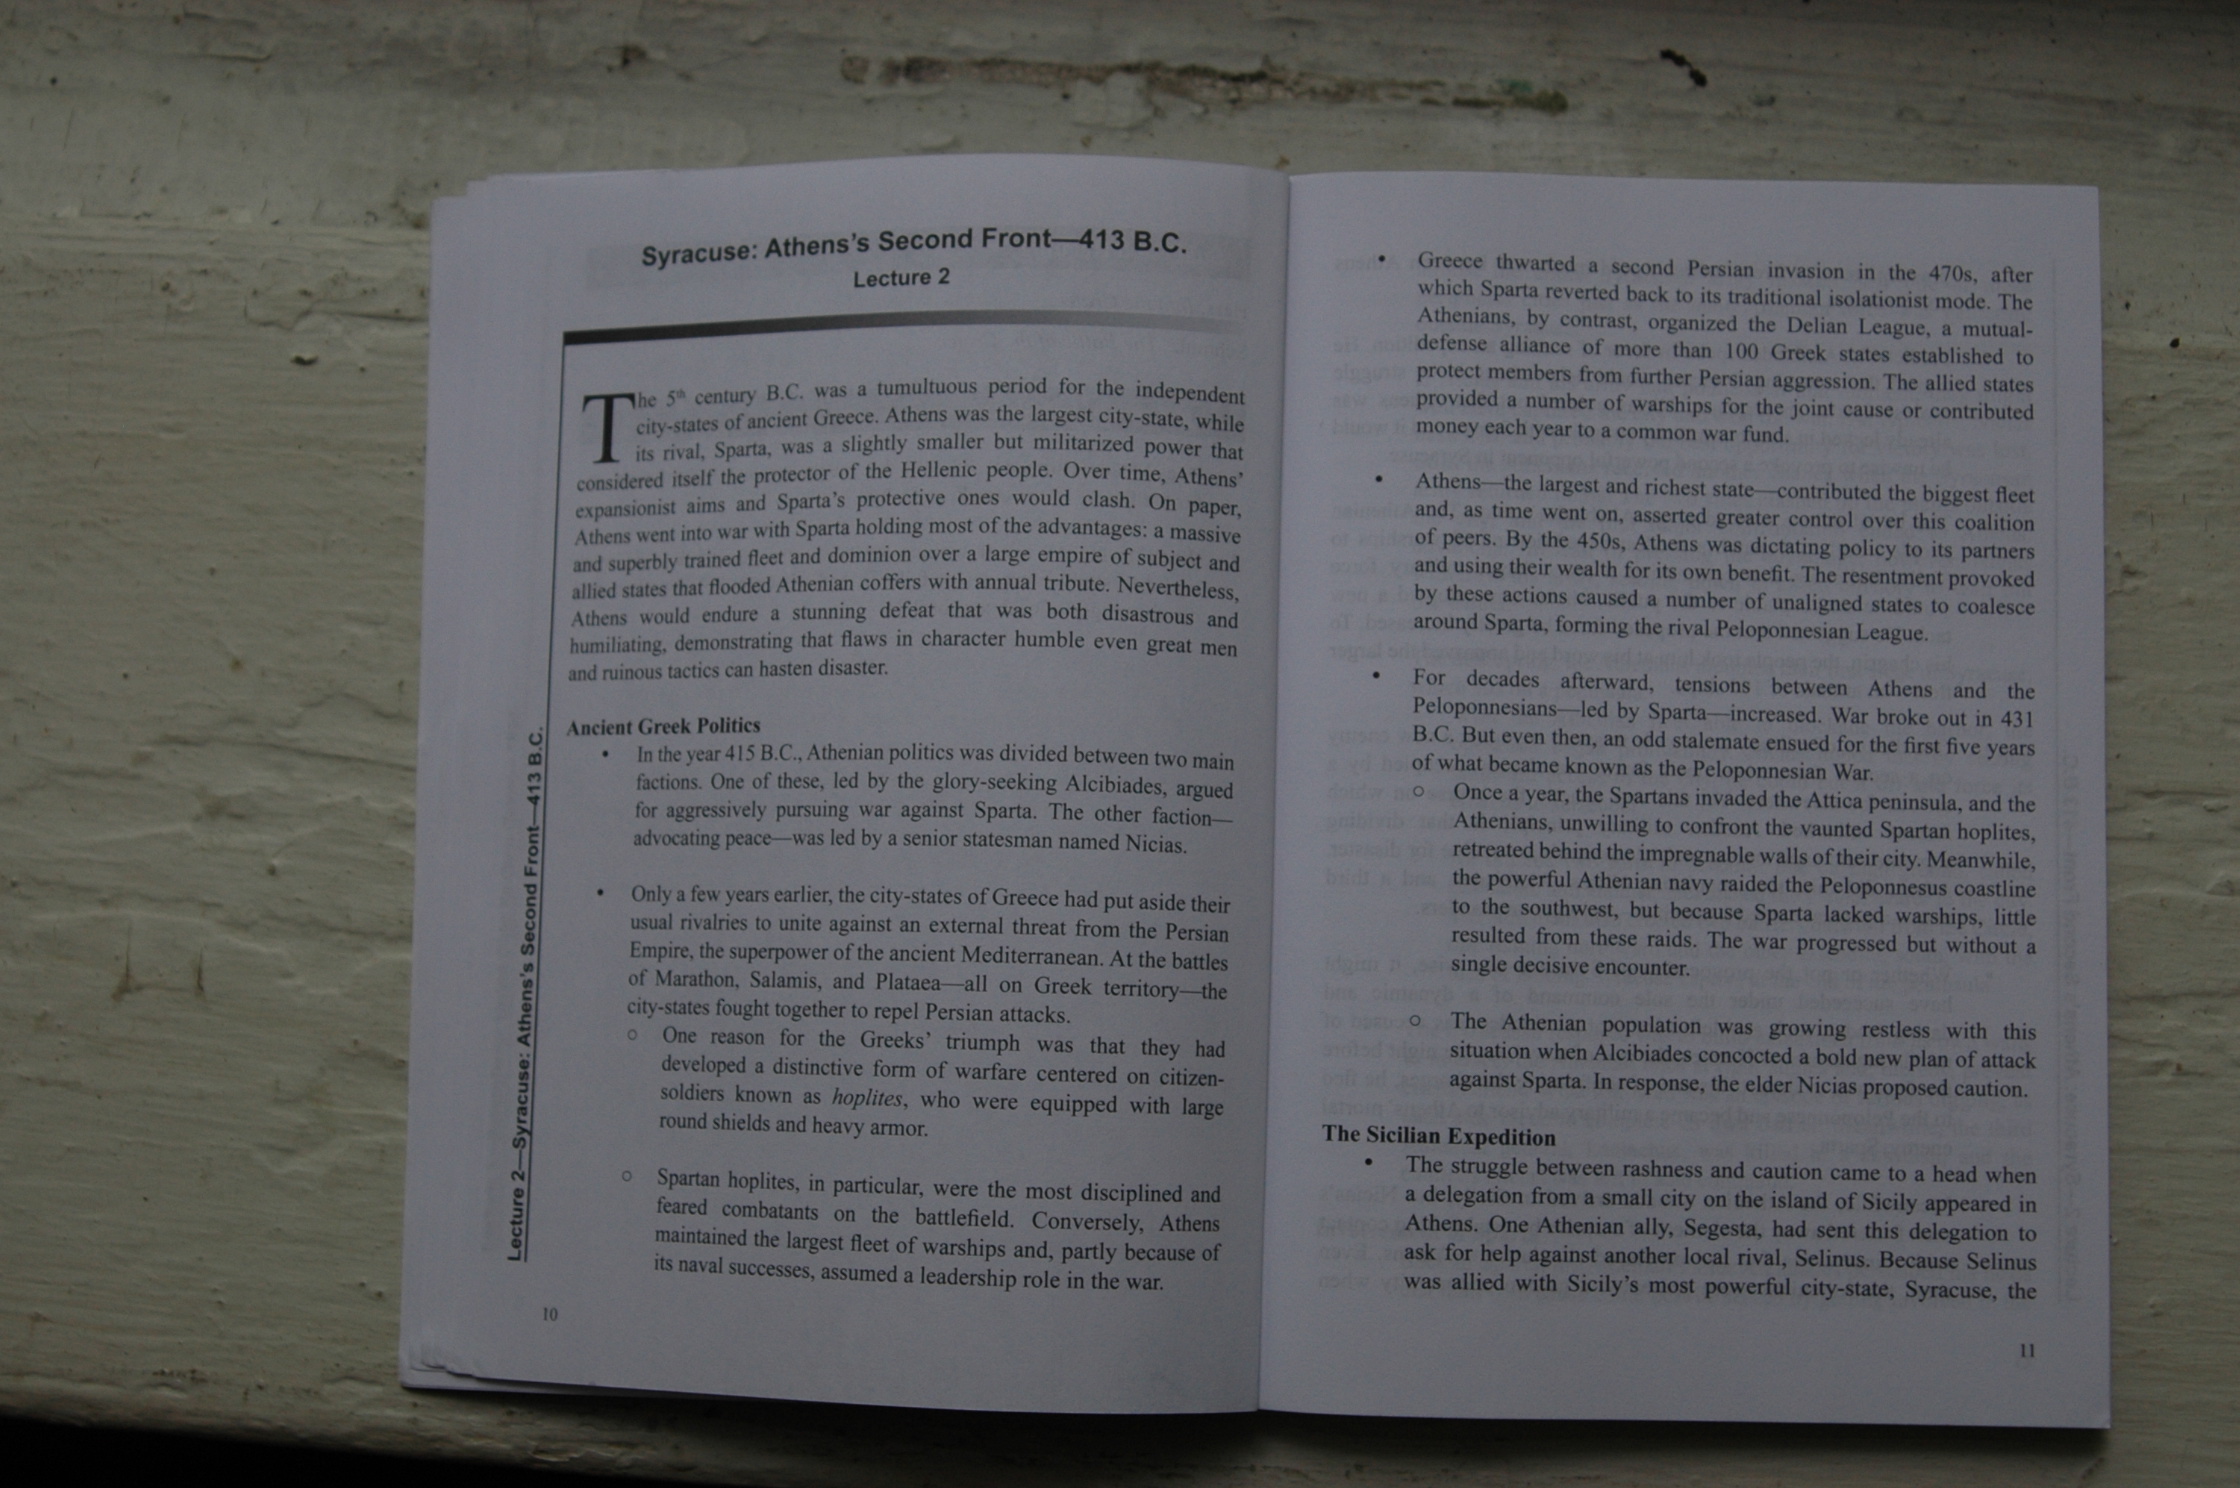 Syracuse: Athens's Second Front—413 B.C.
Lecture 2
The 5th century B.C. was a tumultuous period for the independent
city-states of ancient Greece. Athens was the largest city-state, while
its rival, Sparta, was a slightly smaller but militarized power that
considered itself the protector of the Hellenic people. Over time, Athens'
expansionist aims and Sparta's protective ones would clash. On paper,
Athens went into war with Sparta holding most of the advantages: a massive
and superbly trained fleet and dominion over a large empire of subject and
allied states that flooded Athenian coffers with annual tribute. Nevertheless,
Athens would endure a stunning defeat that was both disastrous and
humiliating, demonstrating that flaws in character humble even great men
and ruinous tactics can hasten disaster.
Ancient Greek Politics
• In the year 415 B.C., Athenian politics was divided between two main
factions. One of these, led by the glory-seeking Alcibiades, argued
for aggressively pursuing war against Sparta. The other faction—
advocating peace—was led by a senior statesman named Nicias.
• Only a few years earlier, the city-states of Greece had put aside their
usual rivalries to unite against an external threat from the Persian
Empire, the superpower of the ancient Mediterranean. At the battles
of Marathon, Salamis, and Plataea—all on Greek territory—the
city-states fought together to repel Persian attacks.
○ One reason for the Greeks' triumph was that they had
developed a distinctive form of warfare centered on citizen-
soldiers known as hoplites, who were equipped with large
round shields and heavy armor.
○ Spartan hoplites, in particular, were the most disciplined and
feared combatants on the battlefield. Conversely, Athens
maintained the largest fleet of warships and, partly because of
its naval successes, assumed a leadership role in the war.
Lecture 2—Syracuse: Athens's Second Front—413 B.C.
10
• Greece thwarted a second Persian invasion in the 470s, after
which Sparta reverted back to its traditional isolationist mode. The
Athenians, by contrast, organized the Delian League, a mutual-
defense alliance of more than 100 Greek states established to
protect members from further Persian aggression. The allied states
provided a number of warships for the joint cause or contributed
money each year to a common war fund.
• Athens—the largest and richest state—contributed the biggest fleet
and, as time went on, asserted greater control over this coalition
of peers. By the 450s, Athens was dictating policy to its partners
and using their wealth for its own benefit. The resentment provoked
by these actions caused a number of unaligned states to coalesce
around Sparta, forming the rival Peloponnesian League.
• For decades afterward, tensions between Athens and the
Peloponnesians—led by Sparta—increased. War broke out in 431
B.C. But even then, an odd stalemate ensued for the first five years
of what became known as the Peloponnesian War.
○ Once a year, the Spartans invaded the Attica peninsula, and the
Athenians, unwilling to confront the vaunted Spartan hoplites,
retreated behind the impregnable walls of their city. Meanwhile,
the powerful Athenian navy raided the Peloponnesus coastline
to the southwest, but because Sparta lacked warships, little
resulted from these raids. The war progressed but without a
single decisive encounter.
○ The Athenian population was growing restless with this
situation when Alcibiades concocted a bold new plan of attack
against Sparta. In response, the elder Nicias proposed caution.
The Sicilian Expedition
• The struggle between rashness and caution came to a head when
a delegation from a small city on the island of Sicily appeared in
Athens. One Athenian ally, Segesta, had sent this delegation to
ask for help against another local rival, Selinus. Because Selinus
was allied with Sicily's most powerful city-state, Syracuse, the
11